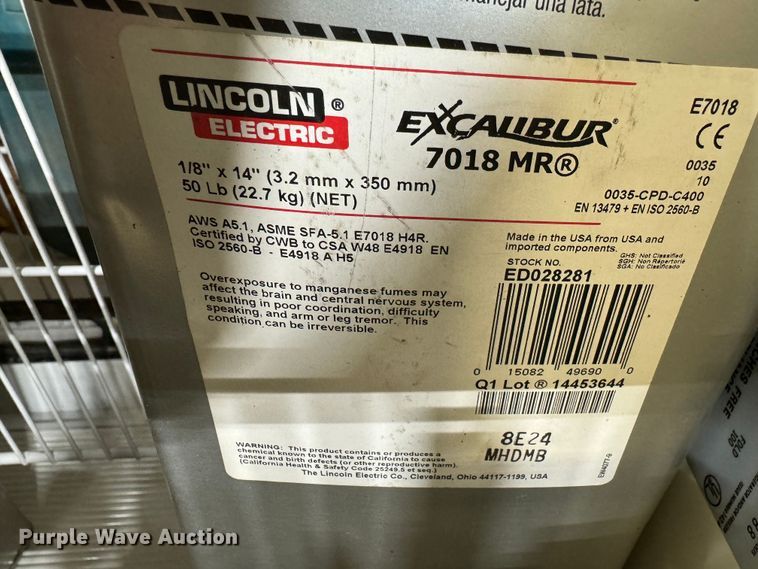 manejar una lata.
LINCOLN ®
ELECTRIC
EXCALIBUR®
7018 MR®
E7018
CE
0035
10
0035-CPD-C400
EN 13479 + EN ISO 2560-B
1/8" x 14" (3.2 mm x 350 mm)
50 Lb (22.7 kg) (NET)
AWS A5.1, ASME SFA-5.1 E7018 H4R.
Certified by CWB to CSA W48 E4918 EN
ISO 2560-B - E4918 A H5
Made in the USA from USA and
imported components.
GHS: Not Classified
SGH: Non Répertorié
SGA: No Clasificado
STOCK NO.
ED028281
Overexposure to manganese fumes may
affect the brain and central nervous system,
resulting in poor coordination, difficulty
speaking, and arm or leg tremor. This
condition can be irreversible.
0 15082 49690 0
Q1 Lot ® 14453644
8E24
MHDMB
WARNING: This product contains or produces a
chemical known to the state of California to cause
cancer and birth defects (or other reproductive harm).
(California Health & Safety Code 25249.5 et seq.)
The Lincoln Electric Co., Cleveland, Ohio 44117-1199, USA
Purple Wave Auction